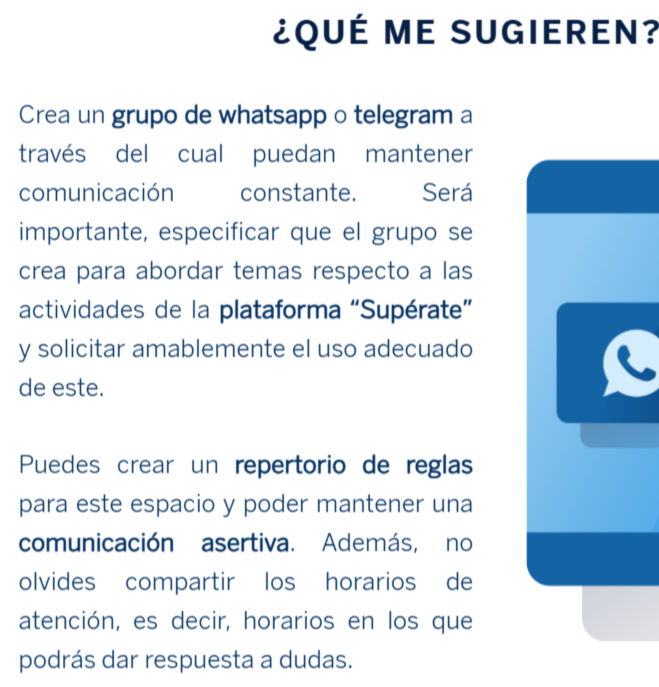 ¿QUÉ ME SUGIEREN?
Crea un grupo de whatsapp o telegram a
través del cual puedan mantener
comunicación constante. Será
importante, especificar que el grupo se
crea para abordar temas respecto a las
actividades de la plataforma “Supérate”
y solicitar amablemente el uso adecuado
de este.
Puedes crear un repertorio de reglas
para este espacio y poder mantener una
comunicación asertiva. Además, no
olvides compartir los horarios de
atención, es decir, horarios en los que
podrás dar respuesta a dudas.